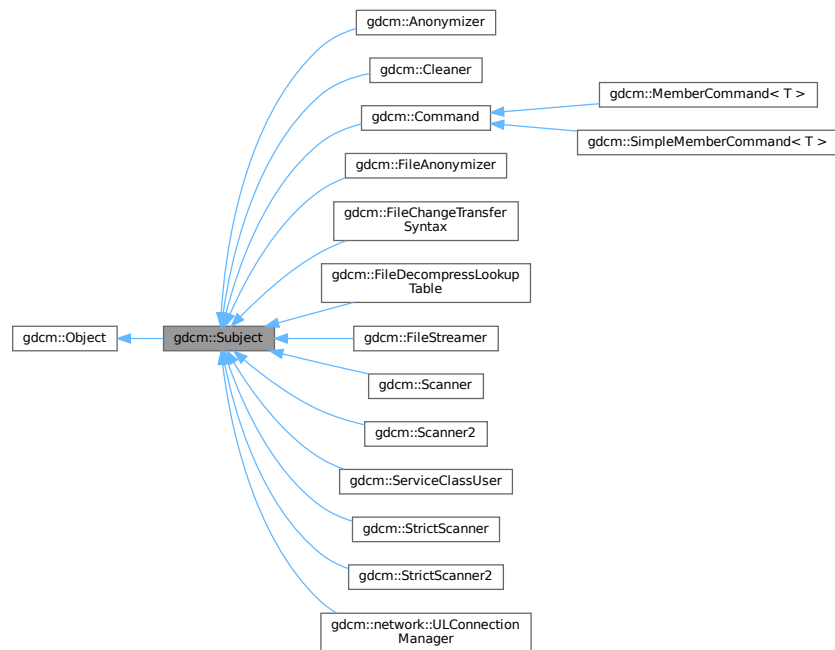 gdcm::Anonymizer
gdcm::Cleaner
gdcm::Command
gdcm::MemberCommand< T >
gdcm::SimpleMemberCommand< T >
gdcm::FileAnonymizer
gdcm::FileChangeTransfer
Syntax
gdcm::FileDecompressLookup
Table
gdcm::Object
gdcm::Subject
gdcm::FileStreamer
gdcm::Scanner
gdcm::Scanner2
gdcm::ServiceClassUser
gdcm::StrictScanner
gdcm::StrictScanner2
gdcm::network::ULConnection
Manager